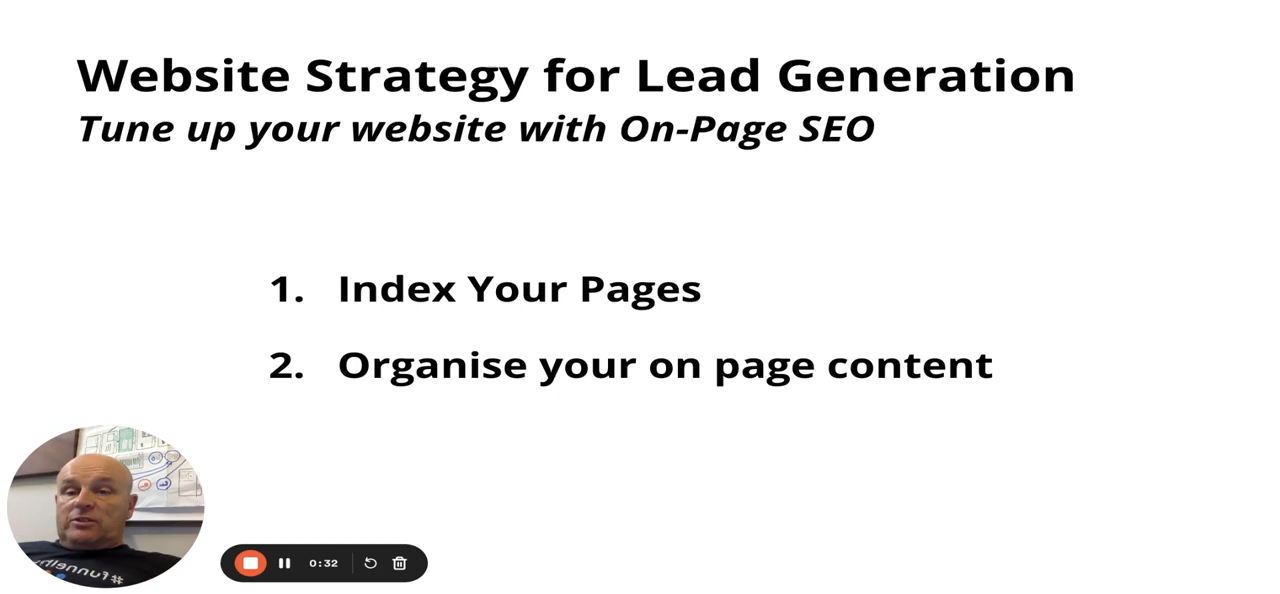 Website Strategy for Lead Generation
Tune up your website with On-Page SEO
1. Index Your Pages
2. Organise your on page content
0:32